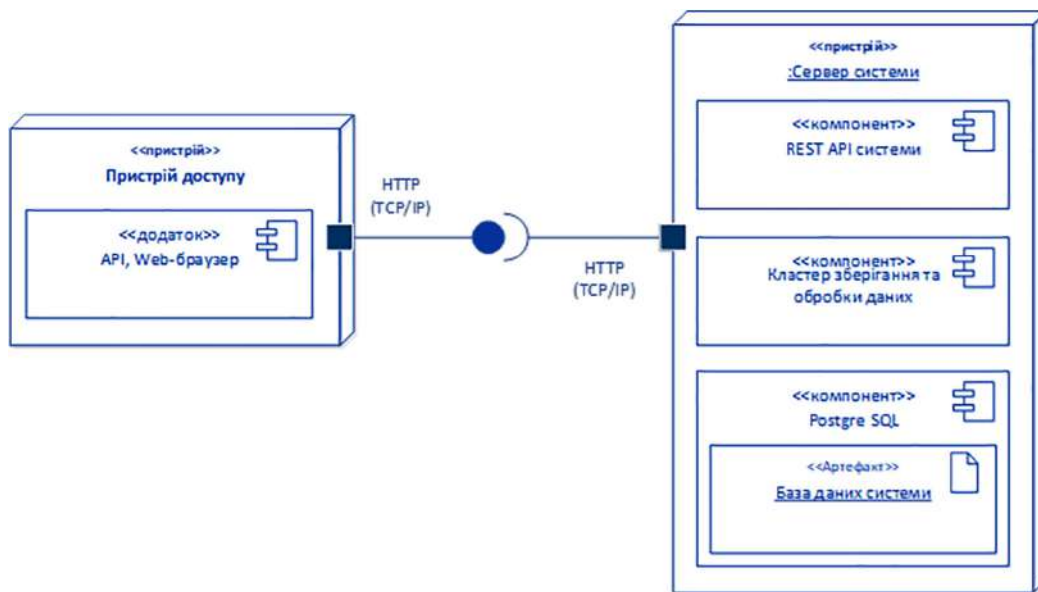 <<пристрій>>
Пристрій доступу
<<додаток>>
API, Web-браузер
HTTP
(TCP/IP)
HTTP
(TCP/IP)
<<пристрій>>
:Сервер системи
<<компонент>>
REST API системи
<<компонент>>
Кластер зберігання та
обробки даних
<<компонент>>
Postgre SQL
<<Артефакт>>
База даних системи